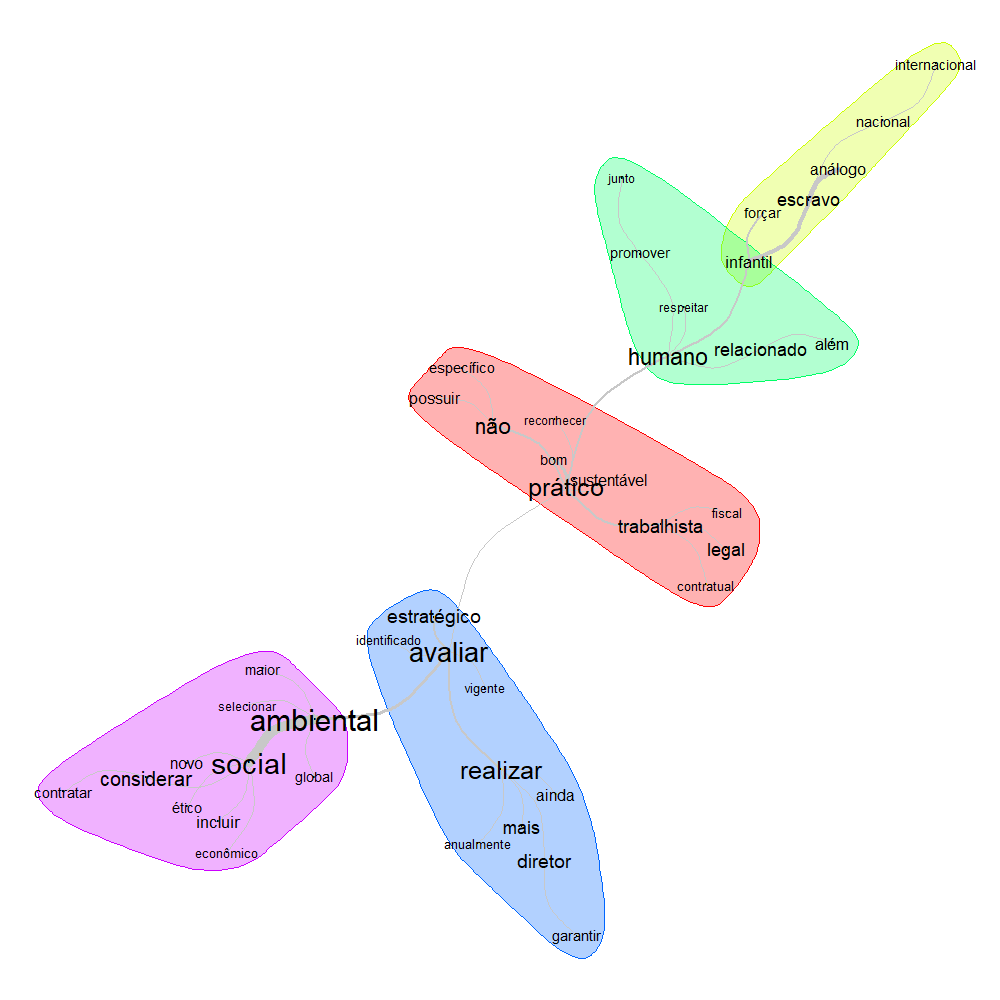 internacional
nacional
análogo
junto
escravo
forçar
promover
infantil
respeitar
além
relacionado
humano
específico
possuir
reconhecer
não
bom
sustentável
prático
fiscal
trabalhista
legal
contratual
estratégico
identificado
avaliar
maior
vigente
selecionar
ambiental
novo
social
realizar
considerar
global
contratar
ainda
ético
incluir
mais
anualmente
econômico
diretor
garantir